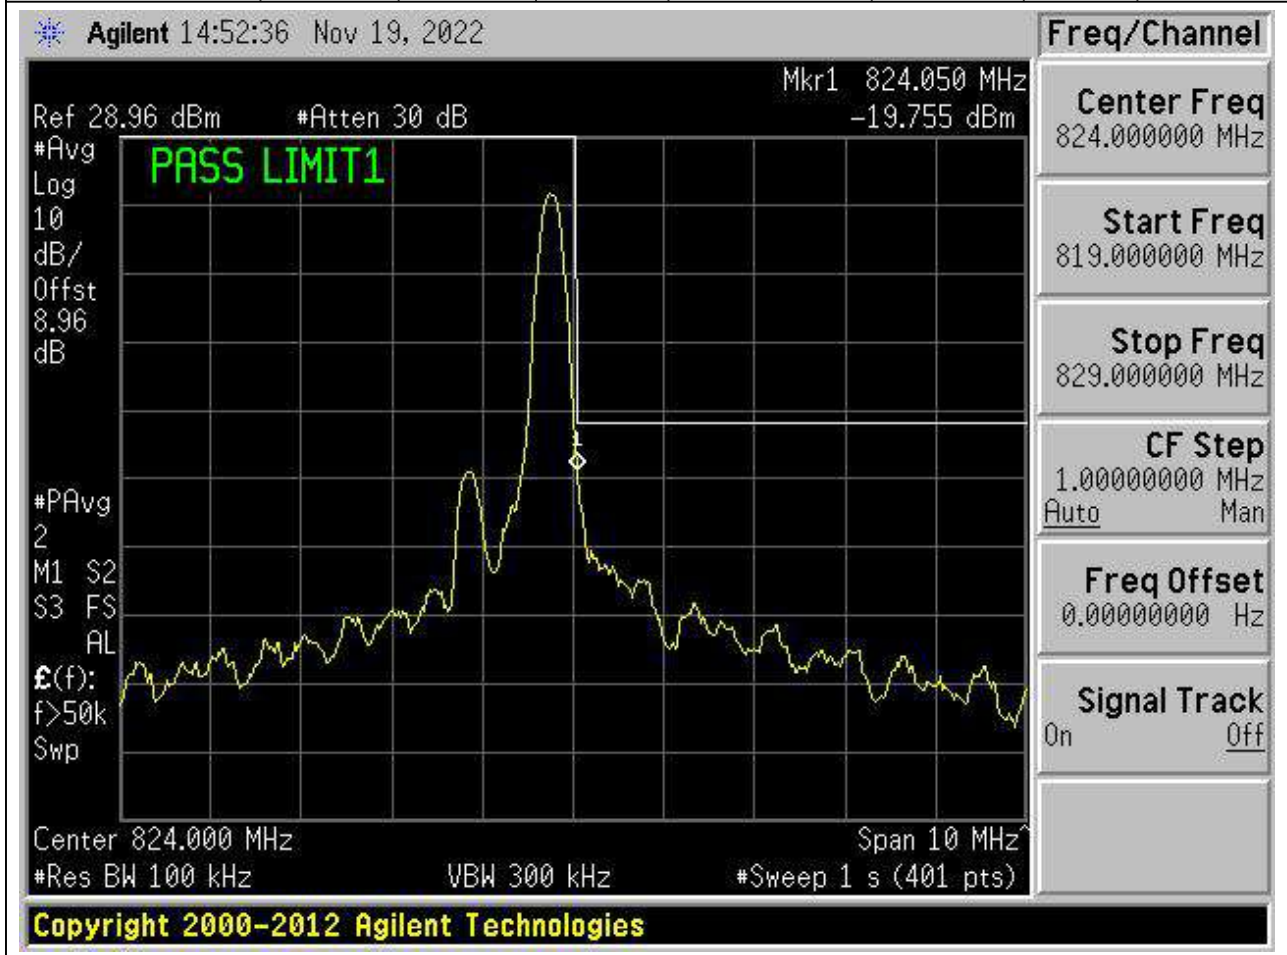 Agilent 14:52:36 Nov 19, 2022
Mkr1 824.050 MHz
Ref 28.96 dBm #Atten 30 dB -19.755 dBm
#Avg
Log
10
dB/
Offst
8.96
dB
PASS LIMIT1
1
#PAvg
2
M1 S2
S3 FS
AL
£(f):
f>50k
Swp
Center 824.000 MHz Span 10 MHz^
#Res BW 100 kHz VBW 300 kHz #Sweep 1 s (401 pts)
Copyright 2000-2012 Agilent Technologies
Freq/Channel
Center Freq
824.000000 MHz
Start Freq
819.000000 MHz
Stop Freq
829.000000 MHz
CF Step
1.00000000 MHz
Auto Man
Freq Offset
0.00000000 Hz
Signal Track
On Off